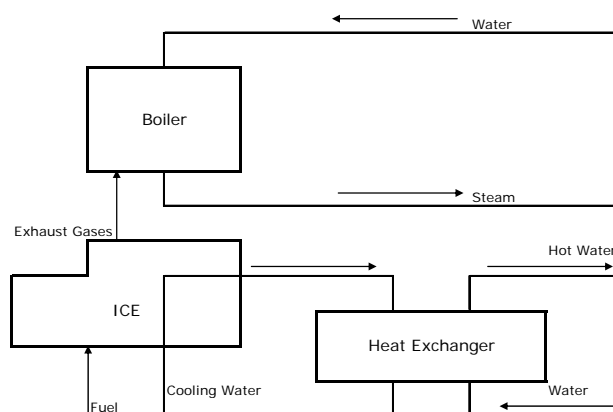 Water
Boiler
Steam
Exhaust Gases
Hot Water
ICE
Heat Exchanger
Cooling Water
Water
Fuel